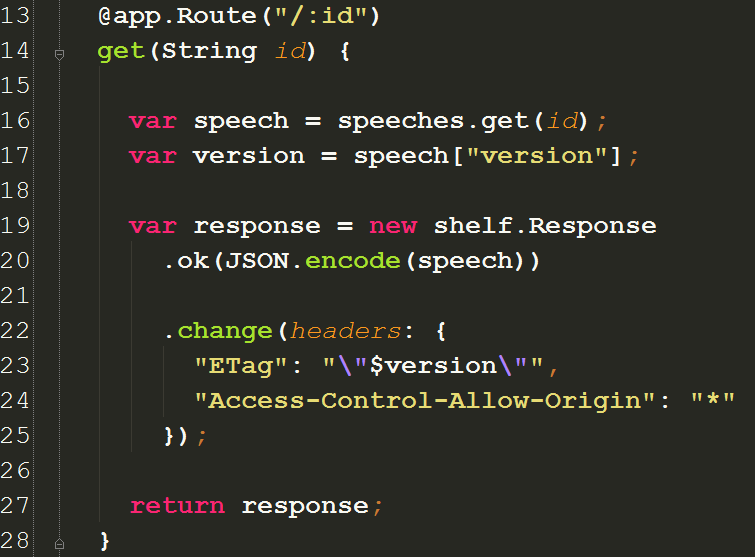 13 @app.Route("/:id")
14 get(String id) {
15
16 var speech = speeches.get(id);
17 var version = speech["version"];
18
19 var response = new shelf.Response
20 .ok(JSON.encode(speech))
21
22 .change(headers: {
23 "ETag": "\"$version\"",
24 "Access-Control-Allow-Origin": "*"
25 });
26
27 return response;
28 }